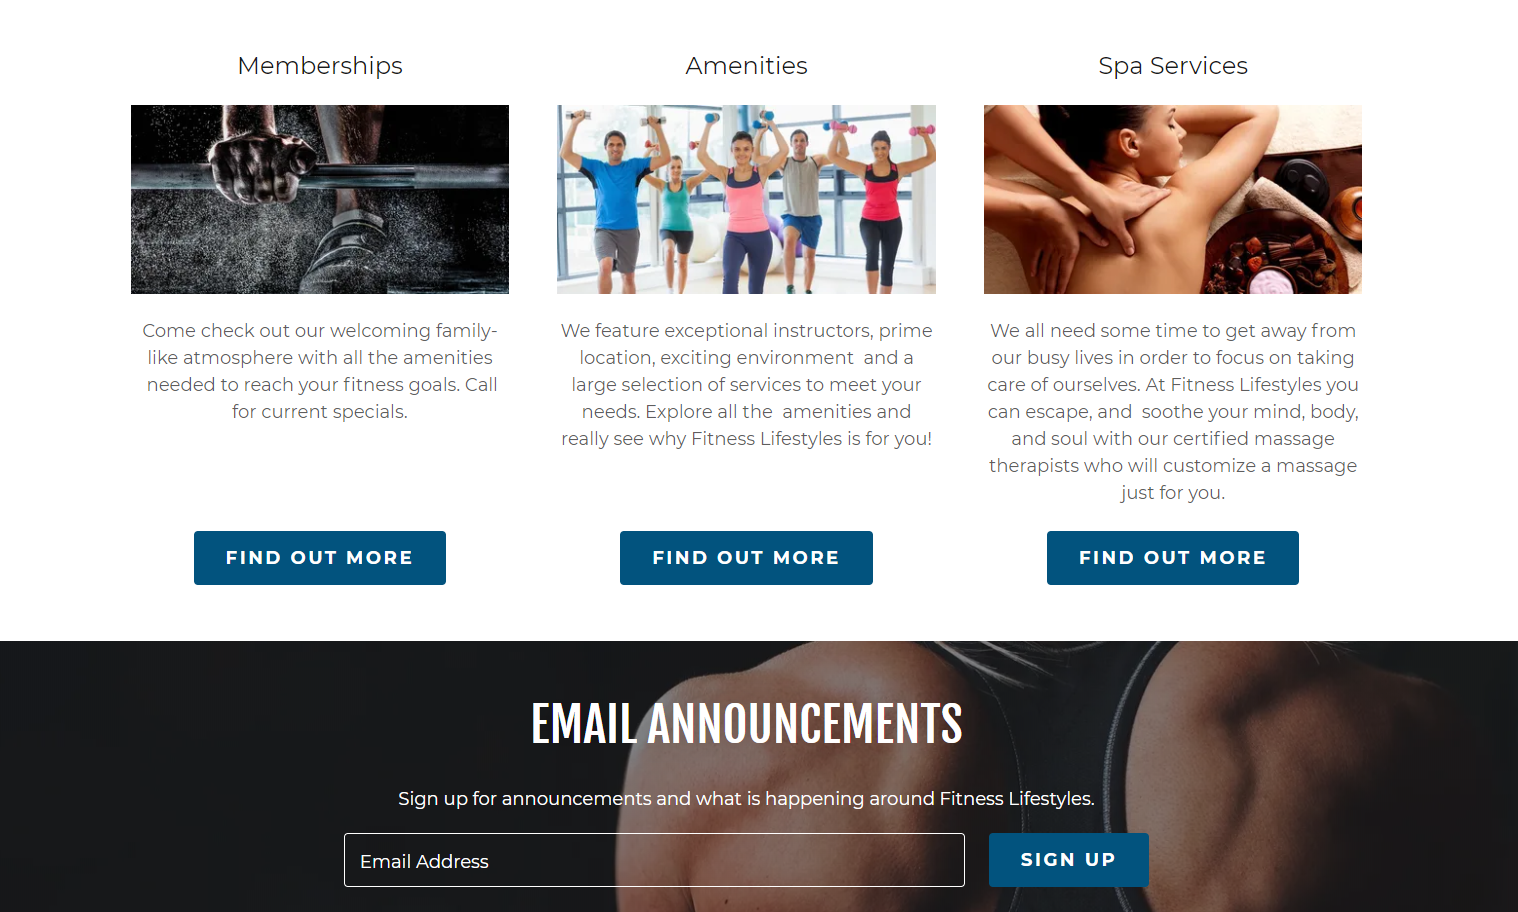 Memberships
Come check out our welcoming family-
like atmosphere with all the amenities
needed to reach your fitness goals. Call
for current specials.
FIND OUT MORE
Amenities
We feature exceptional instructors, prime
location, exciting environment  and a
large selection of services to meet your
needs. Explore all the  amenities and
really see why Fitness Lifestyles is for you!
FIND OUT MORE
Spa Services
We all need some time to get away from
our busy lives in order to focus on taking
care of ourselves. At Fitness Lifestyles you
can escape, and  soothe your mind, body,
and soul with our certified massage
therapists who will customize a massage
just for you.
FIND OUT MORE
EMAIL ANNOUNCEMENTS
Sign up for announcements and what is happening around Fitness Lifestyles.
Email Address
SIGN UP